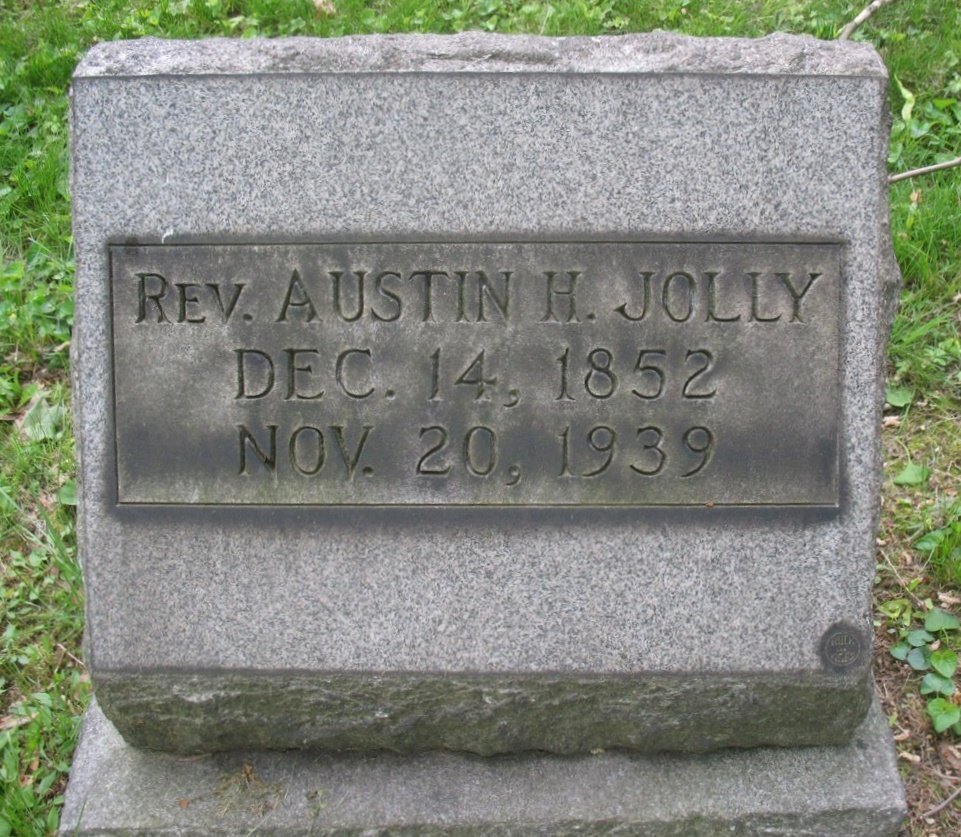 REV. AUSTIN H. JOLLY
DEC. 14, 1852
NOV. 20, 1939